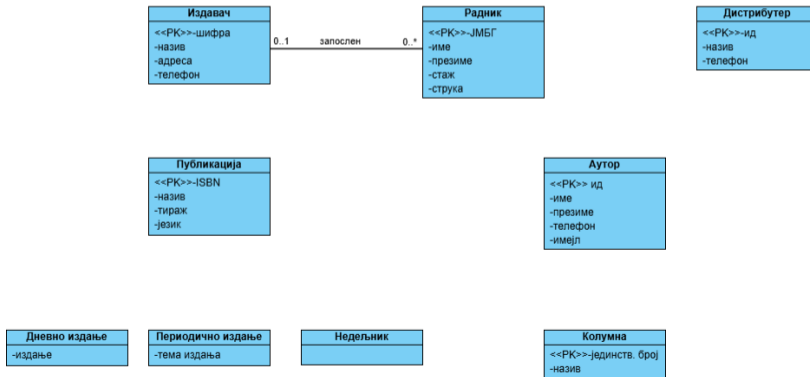 Издавач
<<PK>>-шифра
-назив
-адреса
-телефон
0..1
запослен
0..*
Радник
<<PK>>-ЈМБГ
-име
-презиме
-стаж
-струка
Дистрибутер
<<PK>>-ид
-назив
-телефон
Публикација
<<PK>>-ISBN
-назив
-тираж
-језик
Аутор
<<PK>> ид
-име
-презиме
-телефон
-имејл
Дневно издање
-издање
Периодично издање
-тема издања
Недељник
Колумна
<<PK>>-јединств. број
-назив